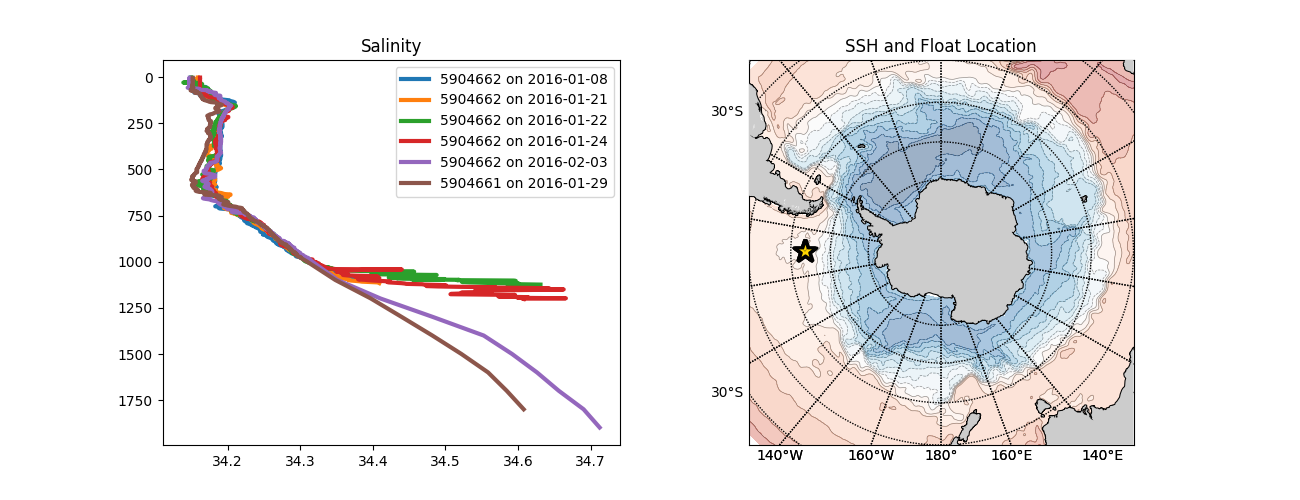 Salinity
0
250
500
750
1000
1250
1500
1750
34.2
34.3
34.4
34.5
34.6
34.7
5904662 on 2016-01-08
5904662 on 2016-01-21
5904662 on 2016-01-22
5904662 on 2016-01-24
5904662 on 2016-02-03
5904661 on 2016-01-29
SSH and Float Location
30°S
30°S
140°W
160°W
180°
160°E
140°E